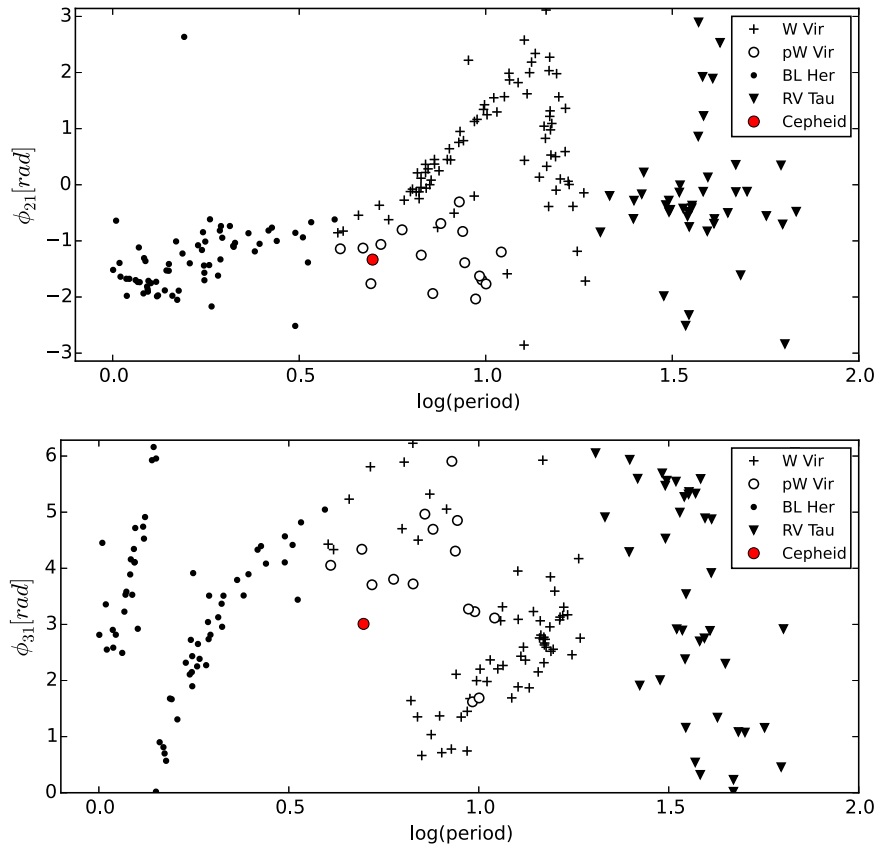 3
2
1
0
−1
−2
−3
ϕ21[rad]
W Vir
pW Vir
BL Her
RV Tau
Cepheid
0.0 0.5 1.0 1.5 2.0
log(period)
6
5
4
3
2
1
0
ϕ31[rad]
W Vir
pW Vir
BL Her
RV Tau
Cepheid
0.0 0.5 1.0 1.5 2.0
log(period)